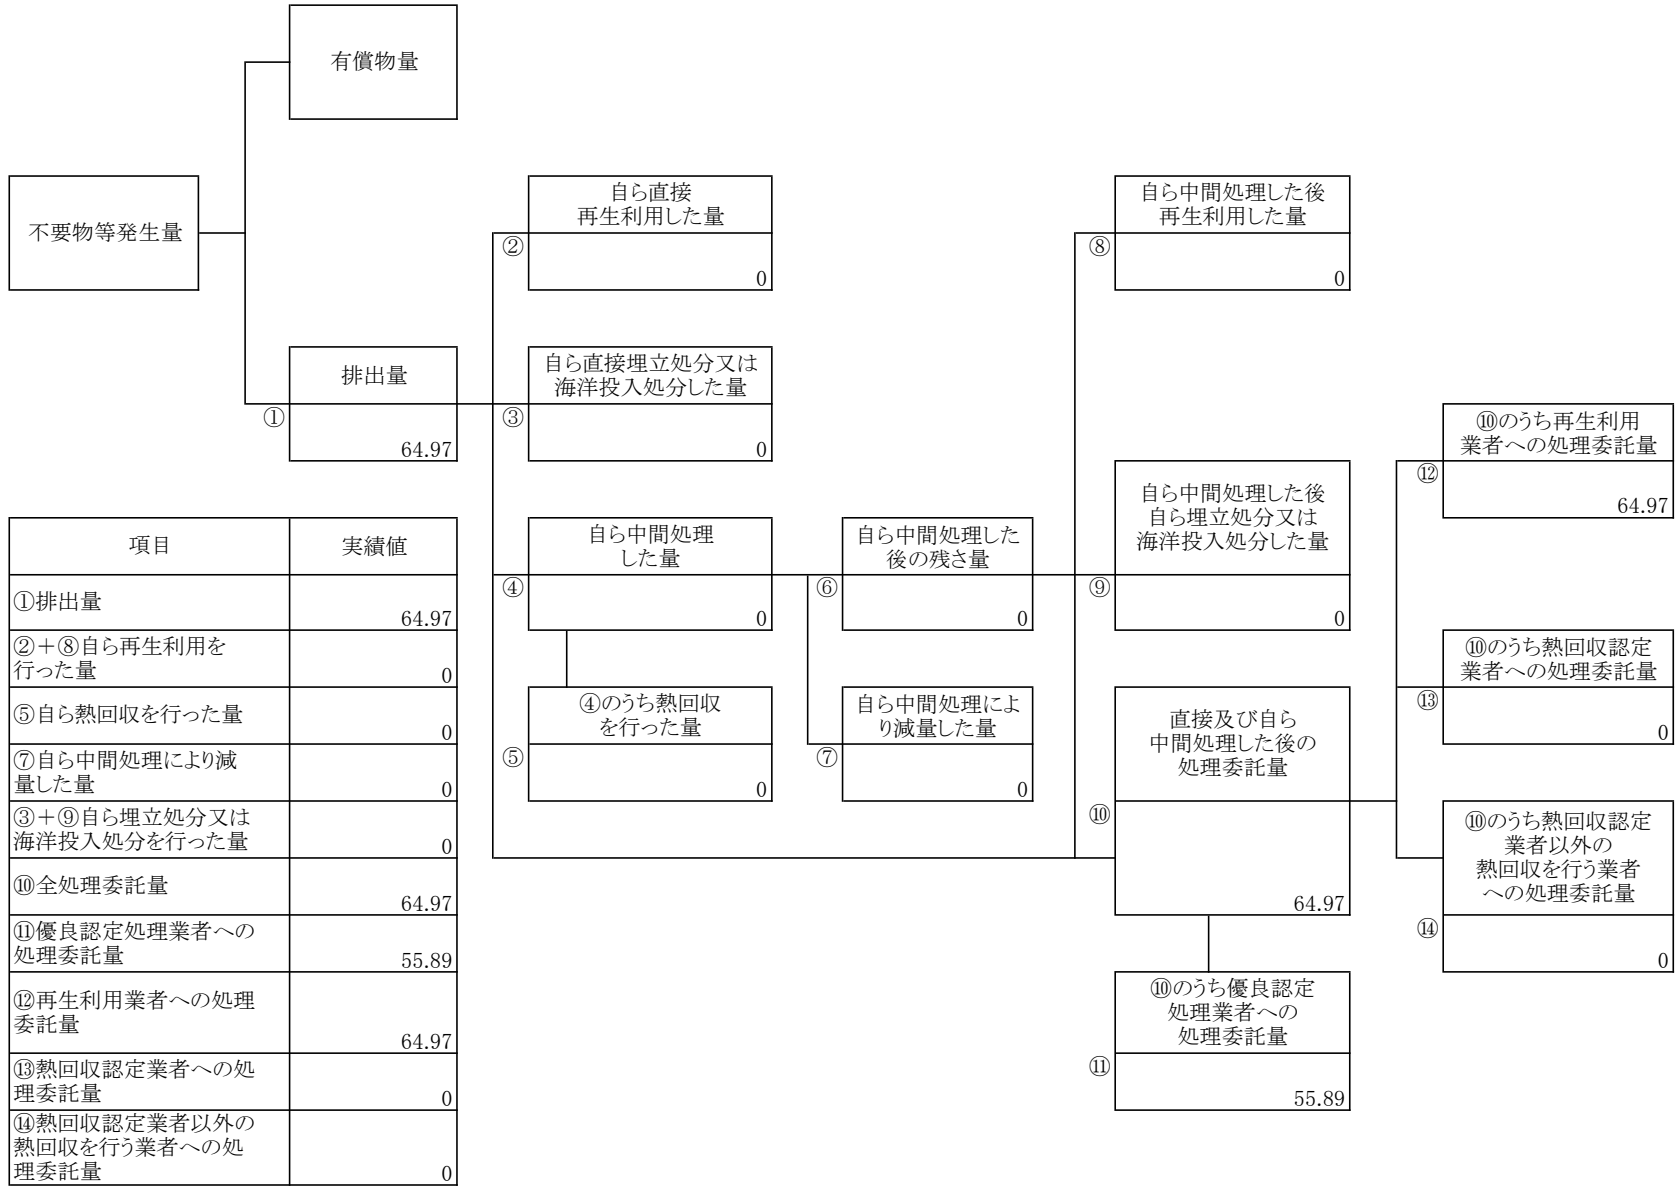 有償物量
不要物等発生量
自ら直接
再生利用した量
②
0
自ら中間処理した後
再生利用した量
⑧
0
排出量
①
64.97
自ら直接埋立処分又は
海洋投入処分した量
③
0
⑩のうち再生利用
業者への処理委託量
⑫
64.97
自ら中間処理
した量
④
0
自ら中間処理した
後の残さ量
⑥
0
自ら中間処理した後
自ら埋立処分又は
海洋投入処分した量
⑨
0
⑩のうち熱回収認定
業者への処理委託量
⑬
0
④のうち熱回収
を行った量
⑤
0
自ら中間処理によ
り減量した量
⑦
0
直接及び自ら
中間処理した後の
処理委託量
⑩
64.97
⑩のうち熱回収認定
業者以外の
熱回収を行う業者
への処理委託量
⑭
0
⑩のうち優良認定
処理業者への
処理委託量
⑪
55.89
項目 実績値
①排出量
64.97
②+⑧自ら再生利用を
行った量
0
⑤自ら熱回収を行った量
0
⑦自ら中間処理により減
量した量
0
③+⑨自ら埋立処分又は
海洋投入処分を行った量
0
⑩全処理委託量
64.97
⑪優良認定処理業者への
処理委託量
55.89
⑫再生利用業者への処理
委託量
64.97
⑬熱回収認定業者への処
理委託量
0
⑭熱回収認定業者以外の
熱回収を行う業者への処
理委託量
0